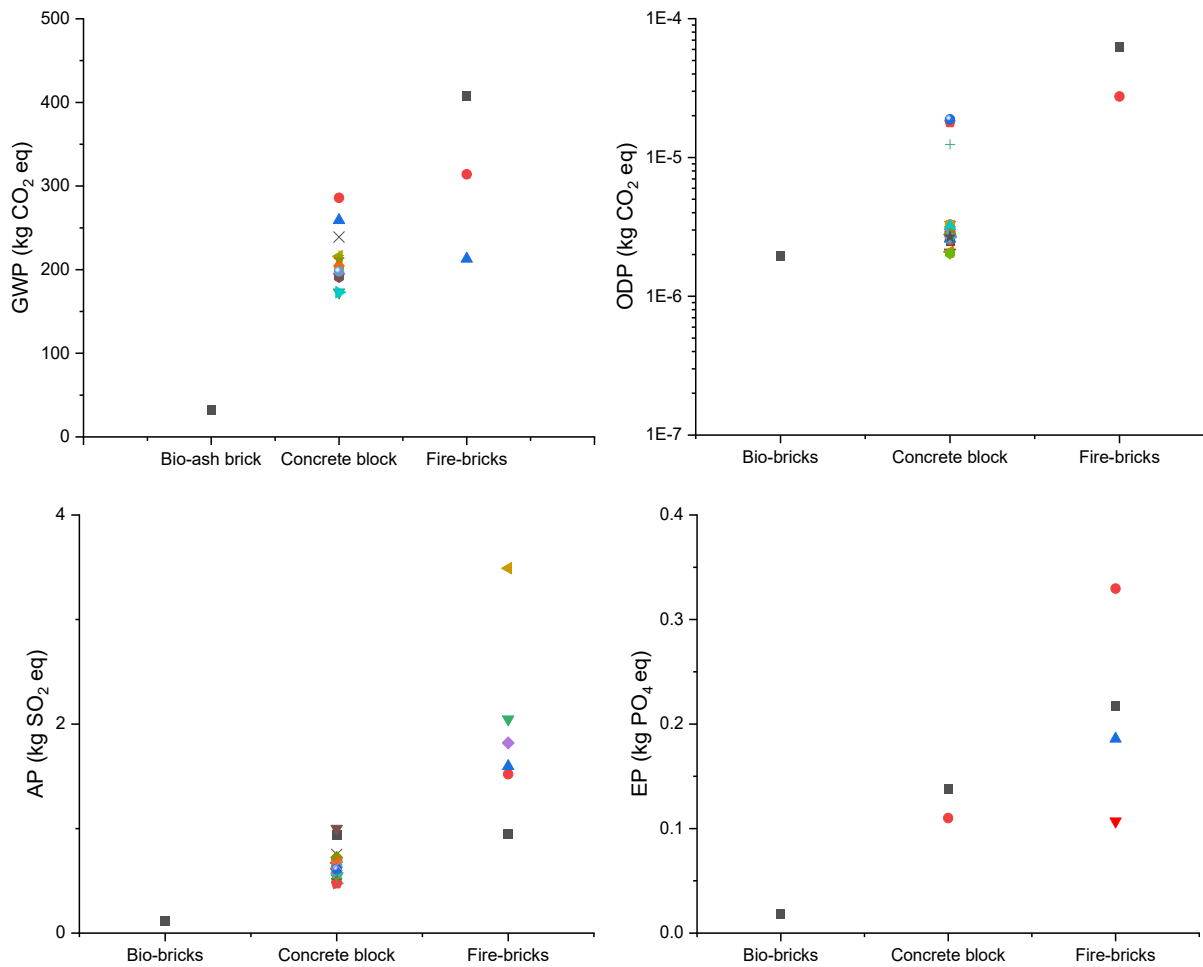 500
400
300
200
100
0
GWP (kg CO₂ eq)
Bio-ash brick Concrete block Fire-bricks
1E-4
1E-5
1E-6
1E-7
ODP (kg CO₂ eq)
Bio-bricks Concrete block Fire-bricks
4
2
0
AP (kg SO₂ eq)
Bio-bricks Concrete block Fire-bricks
0.4
0.3
0.2
0.1
0.0
EP (kg PO₄ eq)
Bio-bricks Concrete block Fire-bricks